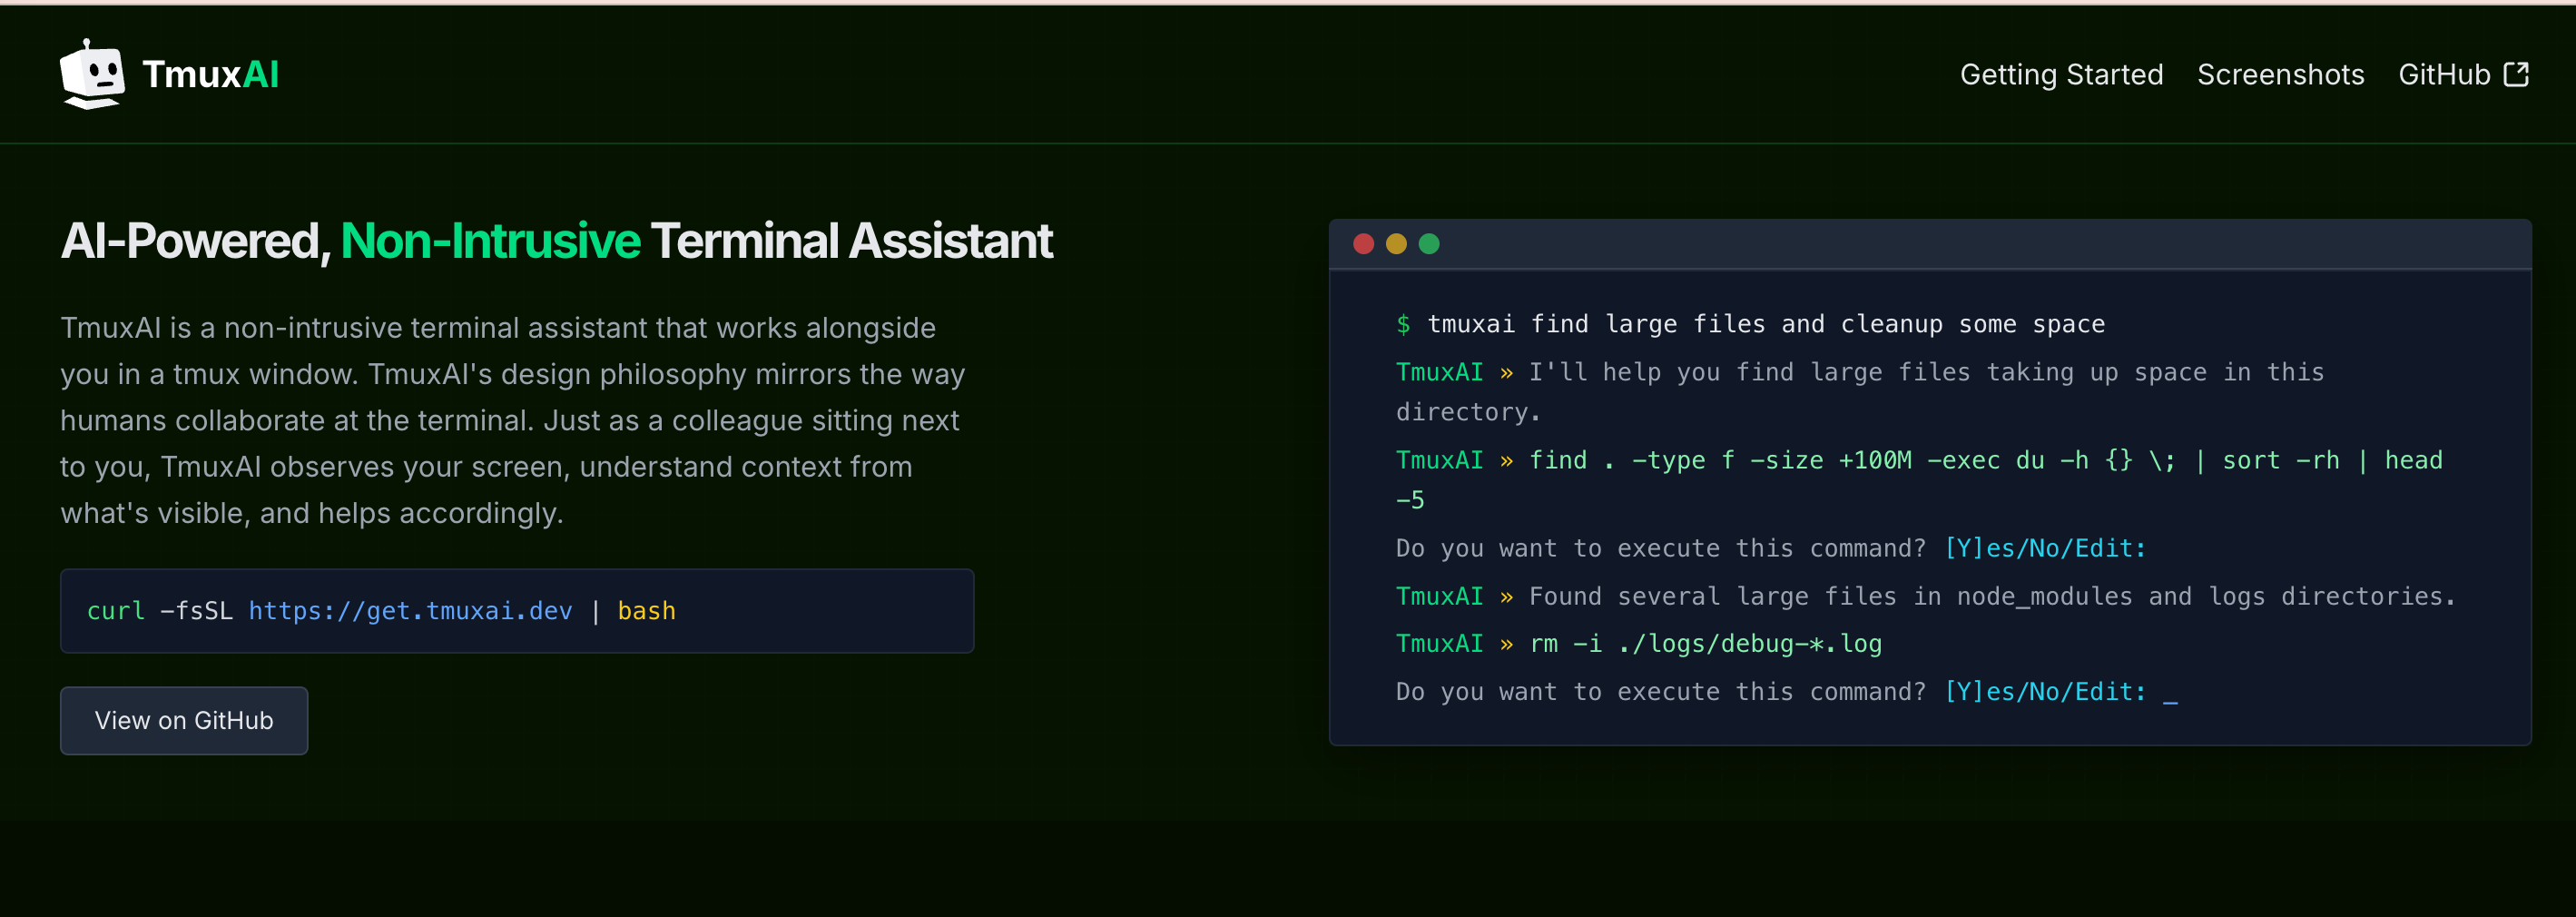 TmuxAI
Getting Started
Screenshots
GitHub
AI-Powered, Non-Intrusive Terminal Assistant
TmuxAI is a non-intrusive terminal assistant that works alongside
you in a tmux window. TmuxAI's design philosophy mirrors the way
humans collaborate at the terminal. Just as a colleague sitting next
to you, TmuxAI observes your screen, understand context from
what's visible, and helps accordingly.
curl -fsSL https://get.tmuxai.dev | bash
View on GitHub
$ tmuxai find large files and cleanup some space
TmuxAI » I'll help you find large files taking up space in this
directory.
TmuxAI » find . -type f -size +100M -exec du -h {} \; | sort -rh | head
-5
Do you want to execute this command? [Y]es/No/Edit:
TmuxAI » Found several large files in node_modules and logs directories.
TmuxAI » rm -i ./logs/debug-*.log
Do you want to execute this command? [Y]es/No/Edit: _